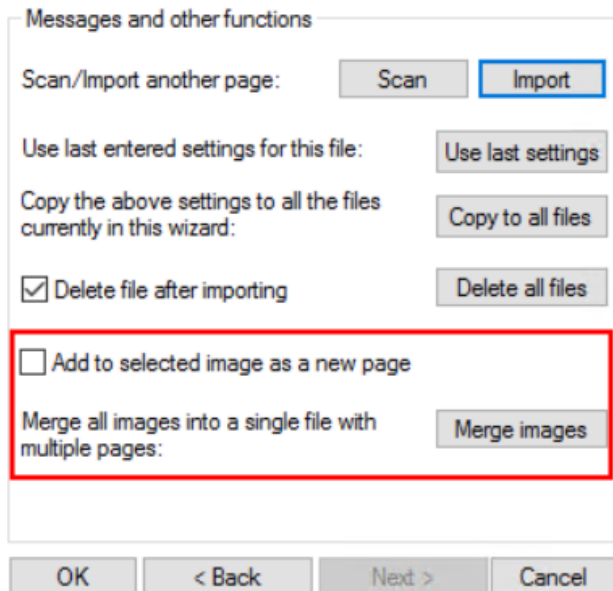 Messages and other functions
Scan/Import another page: Scan Import
Use last entered settings for this file: Use last settings
Copy the above settings to all the files
currently in this wizard: Copy to all files
Delete file after importing Delete all files
Add to selected image as a new page
Merge all images into a single file with
multiple pages: Merge images
OK < Back Next > Cancel